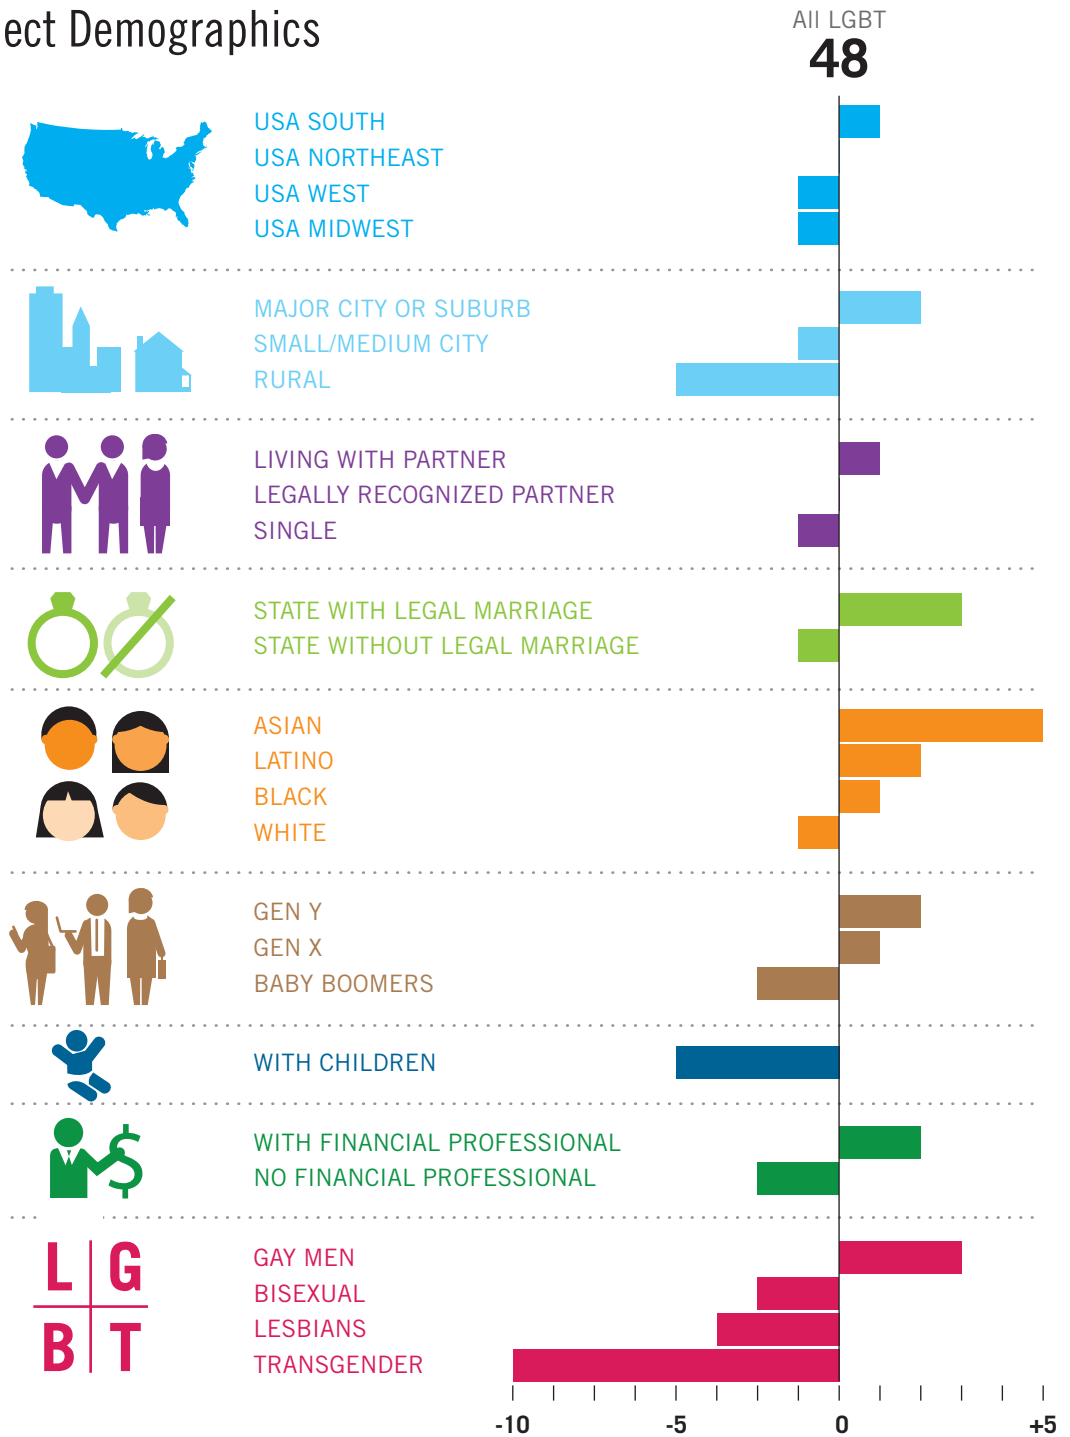 ect Demographics
All LGBT
48
USA SOUTH
USA NORTHEAST
USA WEST
USA MIDWEST
MAJOR CITY OR SUBURB
SMALL/MEDIUM CITY
RURAL
LIVING WITH PARTNER
LEGALLY RECOGNIZED PARTNER
SINGLE
STATE WITH LEGAL MARRIAGE
STATE WITHOUT LEGAL MARRIAGE
ASIAN
LATINO
BLACK
WHITE
GEN Y
GEN X
BABY BOOMERS
WITH CHILDREN
$
WITH FINANCIAL PROFESSIONAL
NO FINANCIAL PROFESSIONAL
L G
B T
GAY MEN
BISEXUAL
LESBIANS
TRANSGENDER
-10 -5 0 +5